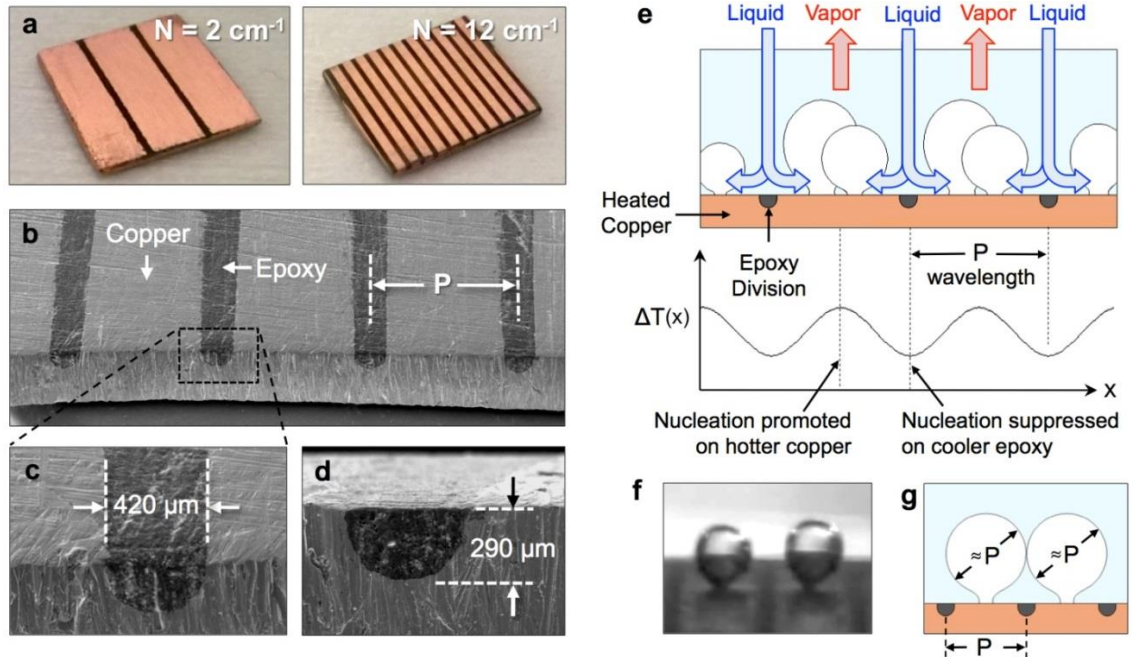 a
N = 2 cm⁻¹
N = 12 cm⁻¹
b
Copper
Epoxy
P
c
420 µm
d
290 µm
e
Liquid Vapor Liquid Vapor Liquid
Heated
Copper
Epoxy
Division
P
wavelength
ΔT(x)
x
Nucleation promoted
on hotter copper
Nucleation suppressed
on cooler epoxy
f
g
≈P
≈P
P